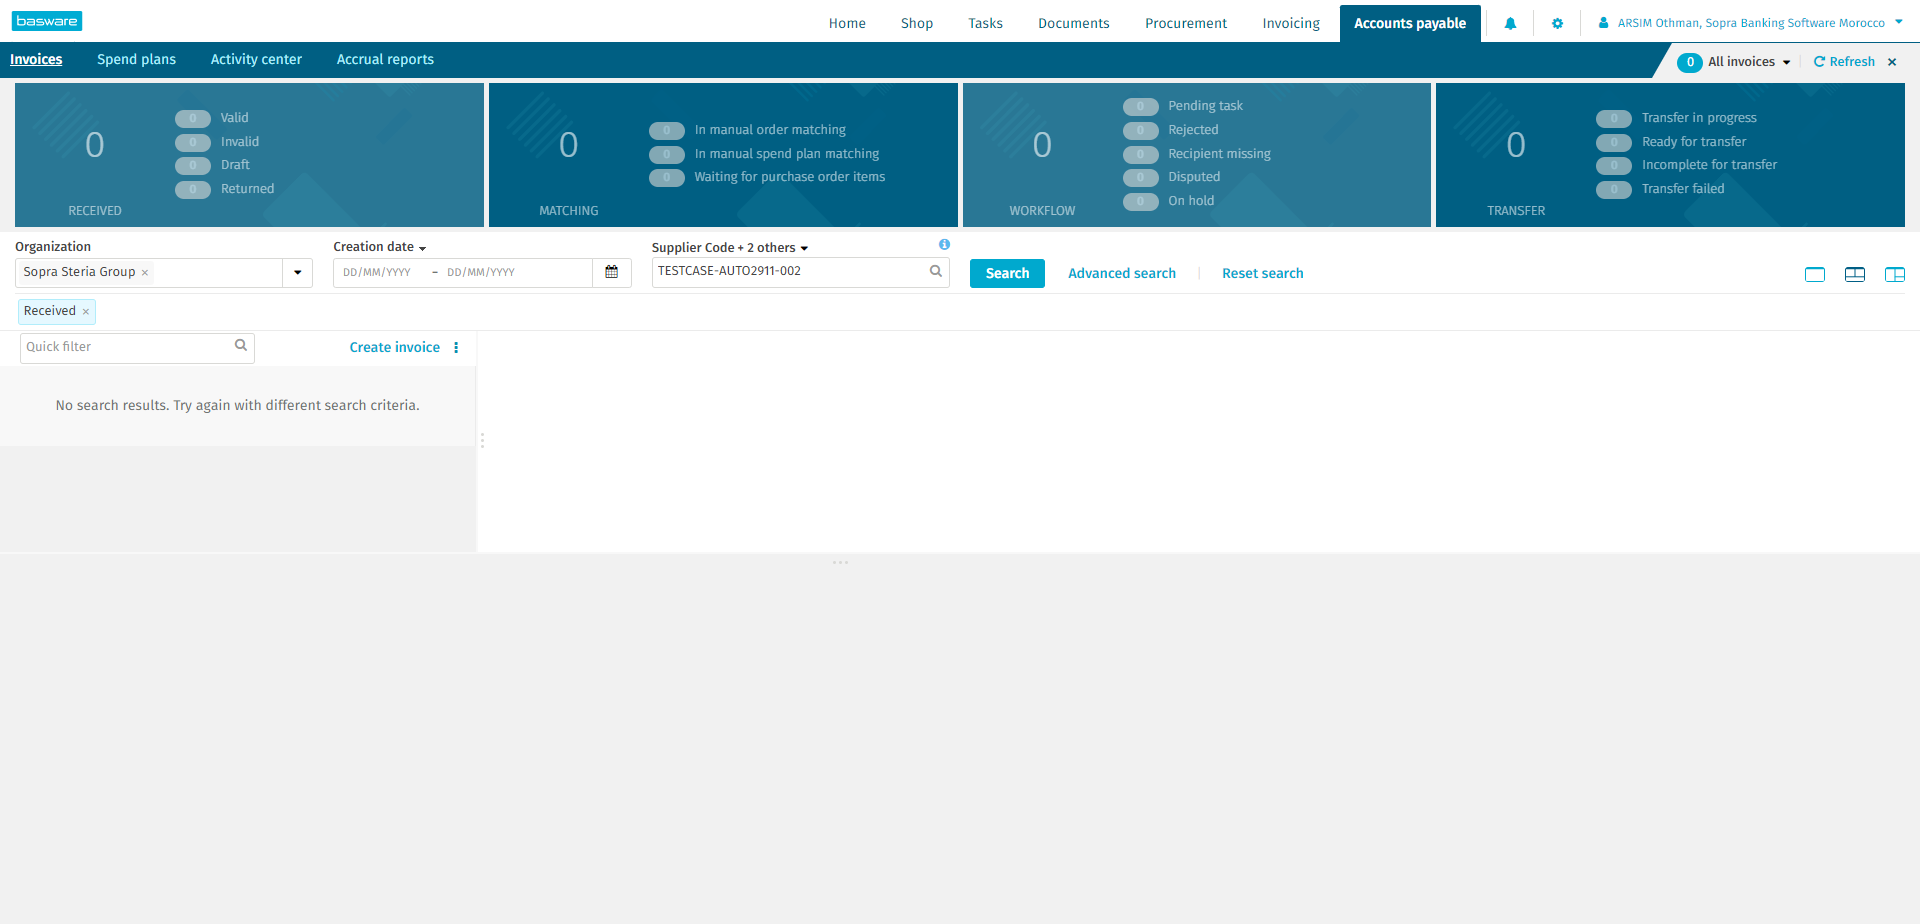 basware
Home Shop Tasks Documents Procurement Invoicing Accounts payable ARSIM Othman, Sopra Banking Software Morocco
Invoices Spend plans Activity center Accrual reports 0 All invoices Refresh ×
0 RECEIVED
0 Valid
0 Invalid
0 Draft
0 Returned
0 MATCHING
0 In manual order matching
0 In manual spend plan matching
0 Waiting for purchase order items
0 WORKFLOW
0 Pending task
0 Rejected
0 Recipient missing
0 Disputed
0 On hold
0 TRANSFER
0 Transfer in progress
0 Ready for transfer
0 Incomplete for transfer
0 Transfer failed
Organization Creation date Supplier Code + 2 others
Sopra Steria Group × DD/MM/YYYY – DD/MM/YYYY TESTCASE-AUTO2911-002 Search Advanced search Reset search
Received ×
Quick filter Create invoice
No search results. Try again with different search criteria.